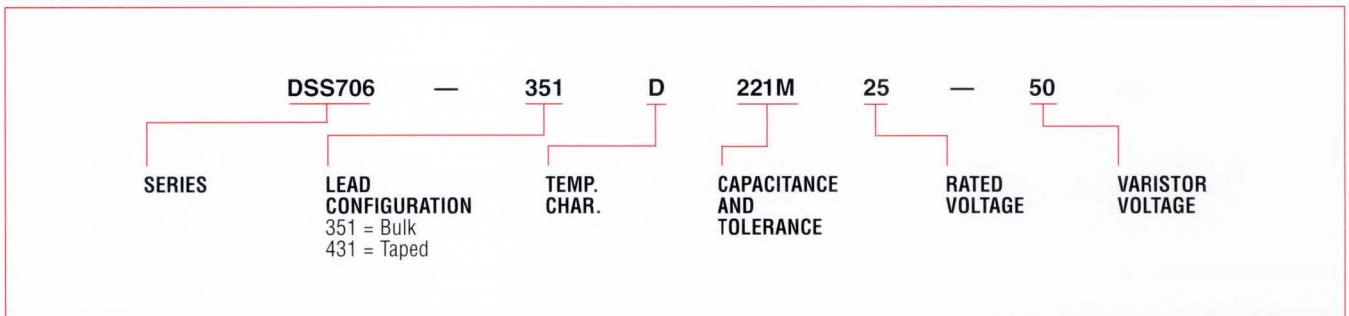 DSS706 — 351 D 221M 25 — 50
SERIES
LEAD
CONFIGURATION
351 = Bulk
431 = Taped
TEMP.
CHAR.
CAPACITANCE
AND
TOLERANCE
RATED
VOLTAGE
VARISTOR
VOLTAGE